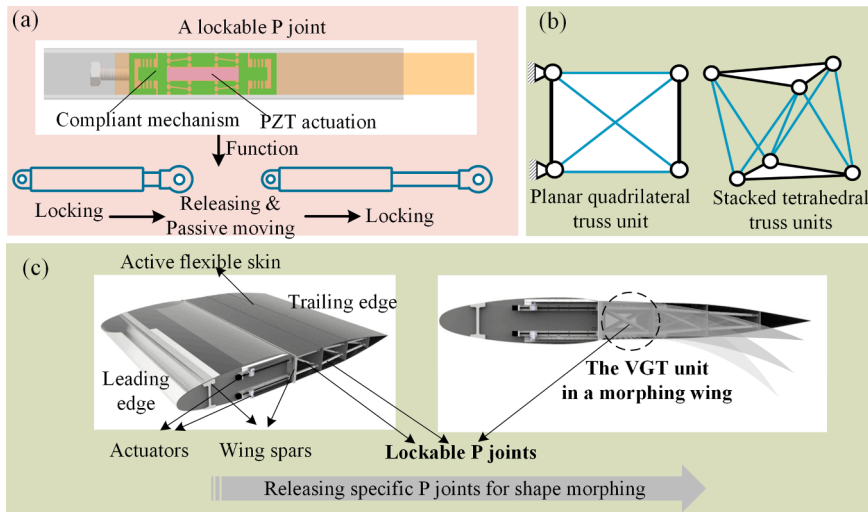 (a)
A lockable P joint
Compliant mechanism
PZT actuation
Function
Locking
Releasing &
Passive moving
Locking
(b)
Planar quadrilateral
truss unit
Stacked tetrahedral
truss units
(c)
Active flexible skin
Trailing edge
Leading
edge
Actuators
Wing spars
The VGT unit
in a morphing wing
Lockable P joints
Releasing specific P joints for shape morphing